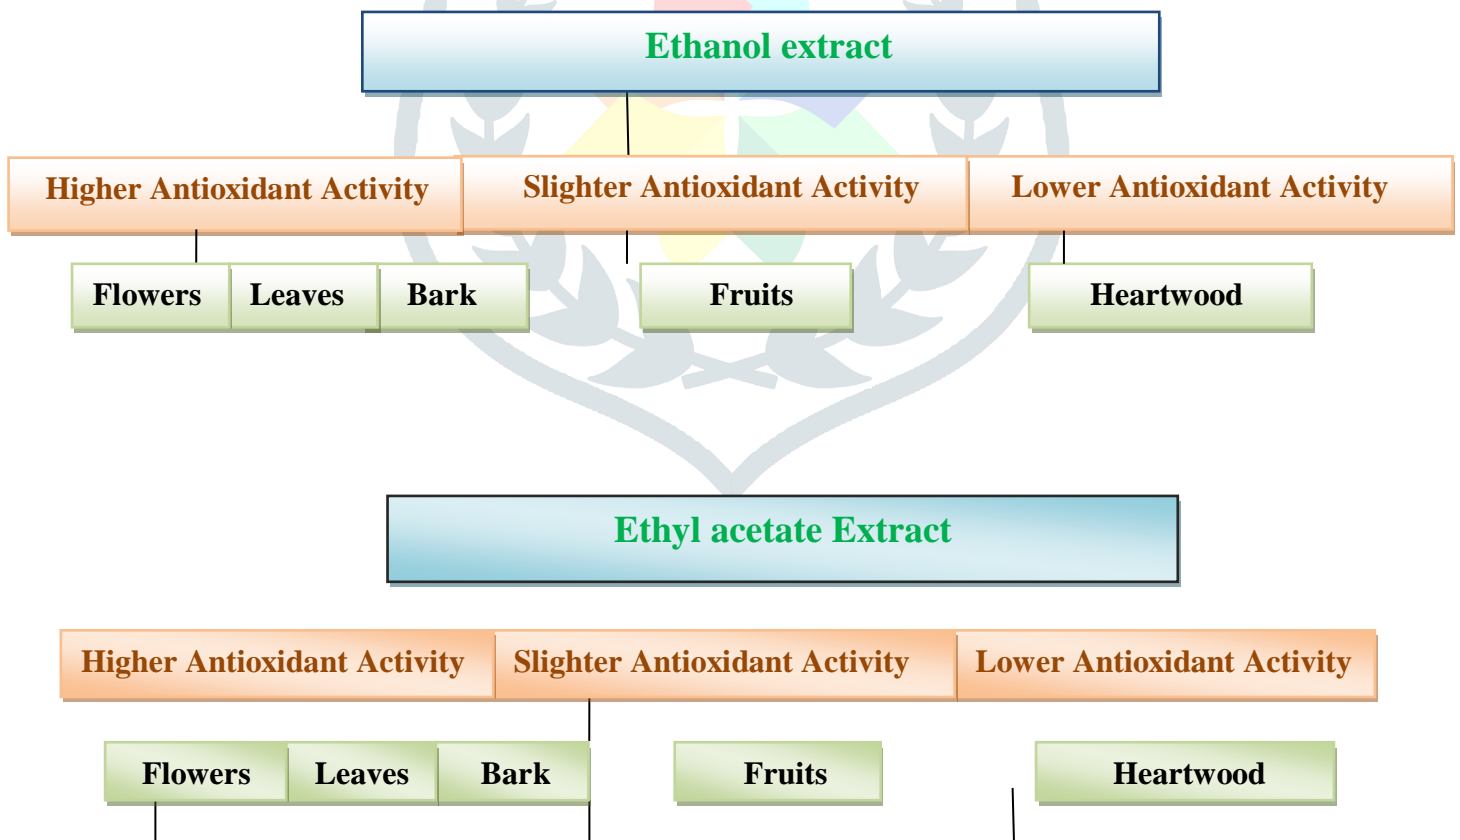 Ethanol extract
Higher Antioxidant Activity
Slighter Antioxidant Activity
Lower Antioxidant Activity
Flowers
Leaves
Bark
Fruits
Heartwood
Ethyl acetate Extract
Higher Antioxidant Activity
Slighter Antioxidant Activity
Lower Antioxidant Activity
Flowers
Leaves
Bark
Fruits
Heartwood